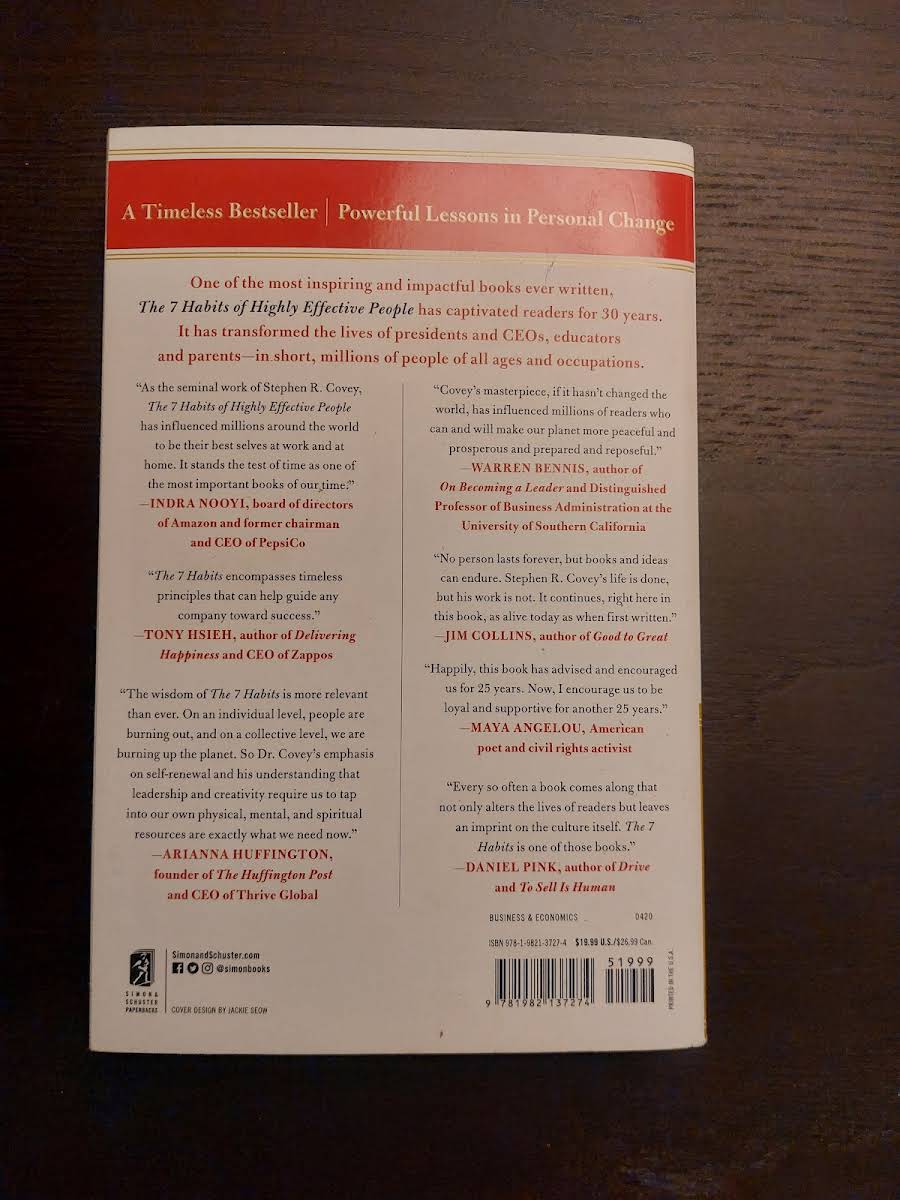 A Timeless Bestseller | Powerful Lessons in Personal Change
One of the most inspiring and impactful books ever written,
The 7 Habits of Highly Effective People has captivated readers for 30 years.
It has transformed the lives of presidents and CEOs, educators
and parents—in short, millions of people of all ages and occupations.
“As the seminal work of Stephen R. Covey,
The 7 Habits of Highly Effective People
has influenced millions around the world
to be their best selves at work and at
home. It stands the test of time as one of
the most important books of our time.”
—INDRA NOOYI, board of directors
of Amazon and former chairman
and CEO of PepsiCo
“The 7 Habits encompasses timeless
principles that can help guide any
company toward success.”
—TONY HSIEH, author of Delivering
Happiness and CEO of Zappos
“The wisdom of The 7 Habits is more relevant
than ever. On an individual level, people are
burning out, and on a collective level, we are
burning up the planet. So Dr. Covey’s emphasis
on self-renewal and his understanding that
leadership and creativity require us to tap
into our own physical, mental, and spiritual
resources are exactly what we need now.”
—ARIANNA HUFFINGTON,
founder of The Huffington Post
and CEO of Thrive Global
“Covey’s masterpiece, if it hasn’t changed the
world, has influenced millions of readers who
can and will make our planet more peaceful and
prosperous and prepared and reposeful.”
—WARREN BENNIS, author of
On Becoming a Leader and Distinguished
Professor of Business Administration at the
University of Southern California
“No person lasts forever, but books and ideas
can endure. Stephen R. Covey’s life is done,
but his work is not. It continues, right here in
this book, as alive today as when first written.”
—JIM COLLINS, author of Good to Great
“Happily, this book has advised and encouraged
us for 25 years. Now, I encourage us to be
loyal and supportive for another 25 years.”
—MAYA ANGELOU, American
poet and civil rights activist
“Every so often a book comes along that
not only alters the lives of readers but leaves
an imprint on the culture itself. The 7
Habits is one of those books.”
—DANIEL PINK, author of Drive
and To Sell Is Human
BUSINESS & ECONOMICS 0420
ISBN 978-1-9821-3727-4 $19.99 U.S./$26.99 Can.
51999
9 781982 137274
PRINTED IN THE U.S.A.
SIMON &
SCHUSTER
PAPERBACKS
SimonandSchuster.com
@simonbooks
COVER DESIGN BY JACKIE SEOW